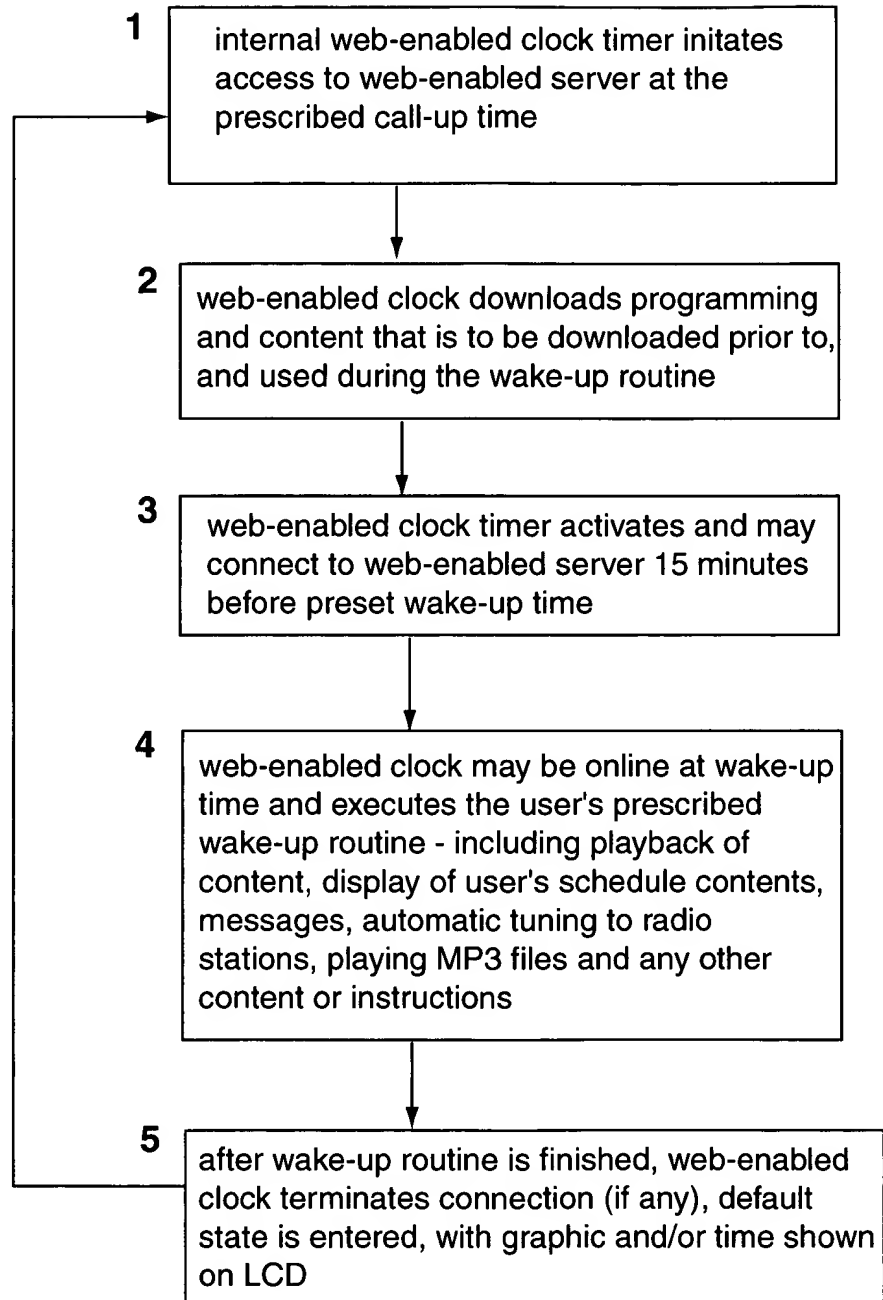 1
internal web-enabled clock timer initates
access to web-enabled server at the
prescribed call-up time
2
web-enabled clock downloads programming
and content that is to be downloaded prior to,
and used during the wake-up routine
3
web-enabled clock timer activates and may
connect to web-enabled server 15 minutes
before preset wake-up time
4
web-enabled clock may be online at wake-up
time and executes the user's prescribed
wake-up routine - including playback of
content, display of user's schedule contents,
messages, automatic tuning to radio
stations, playing MP3 files and any other
content or instructions
5
after wake-up routine is finished, web-enabled
clock terminates connection (if any), default
state is entered, with graphic and/or time shown
on LCD